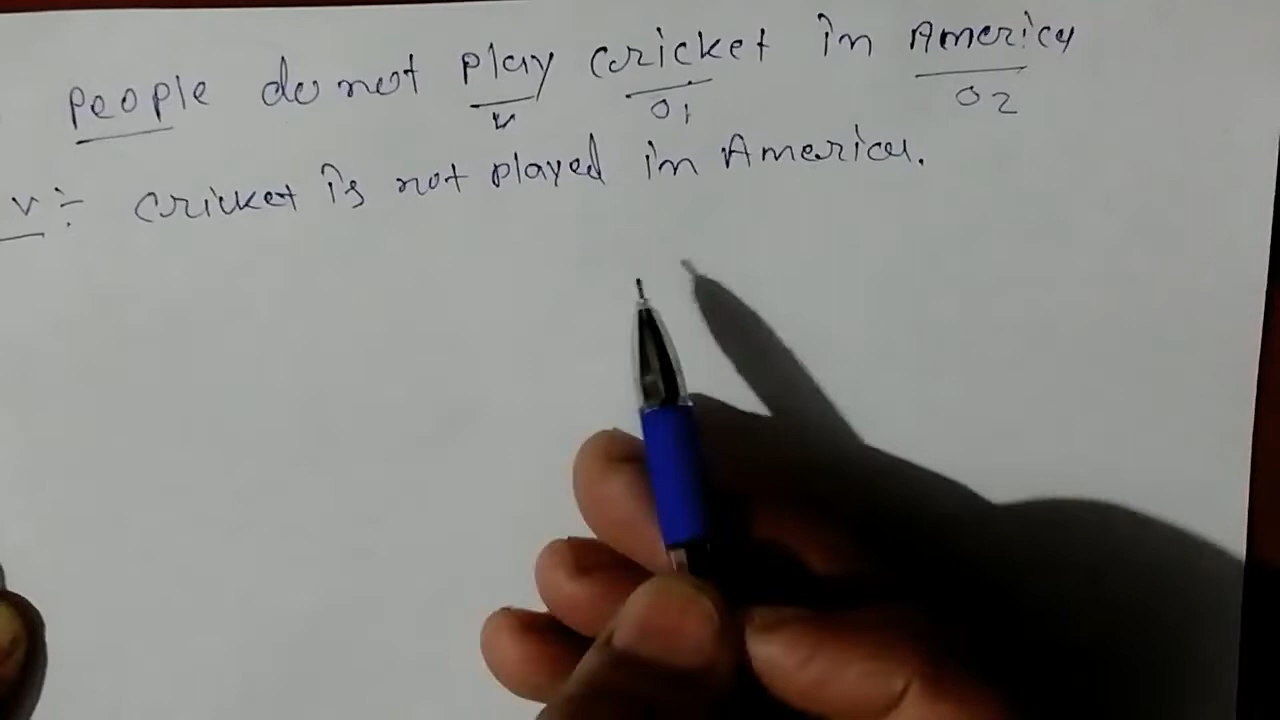 People do not play cricket in America
v o1 o2
v ÷ cricket is not played in America.